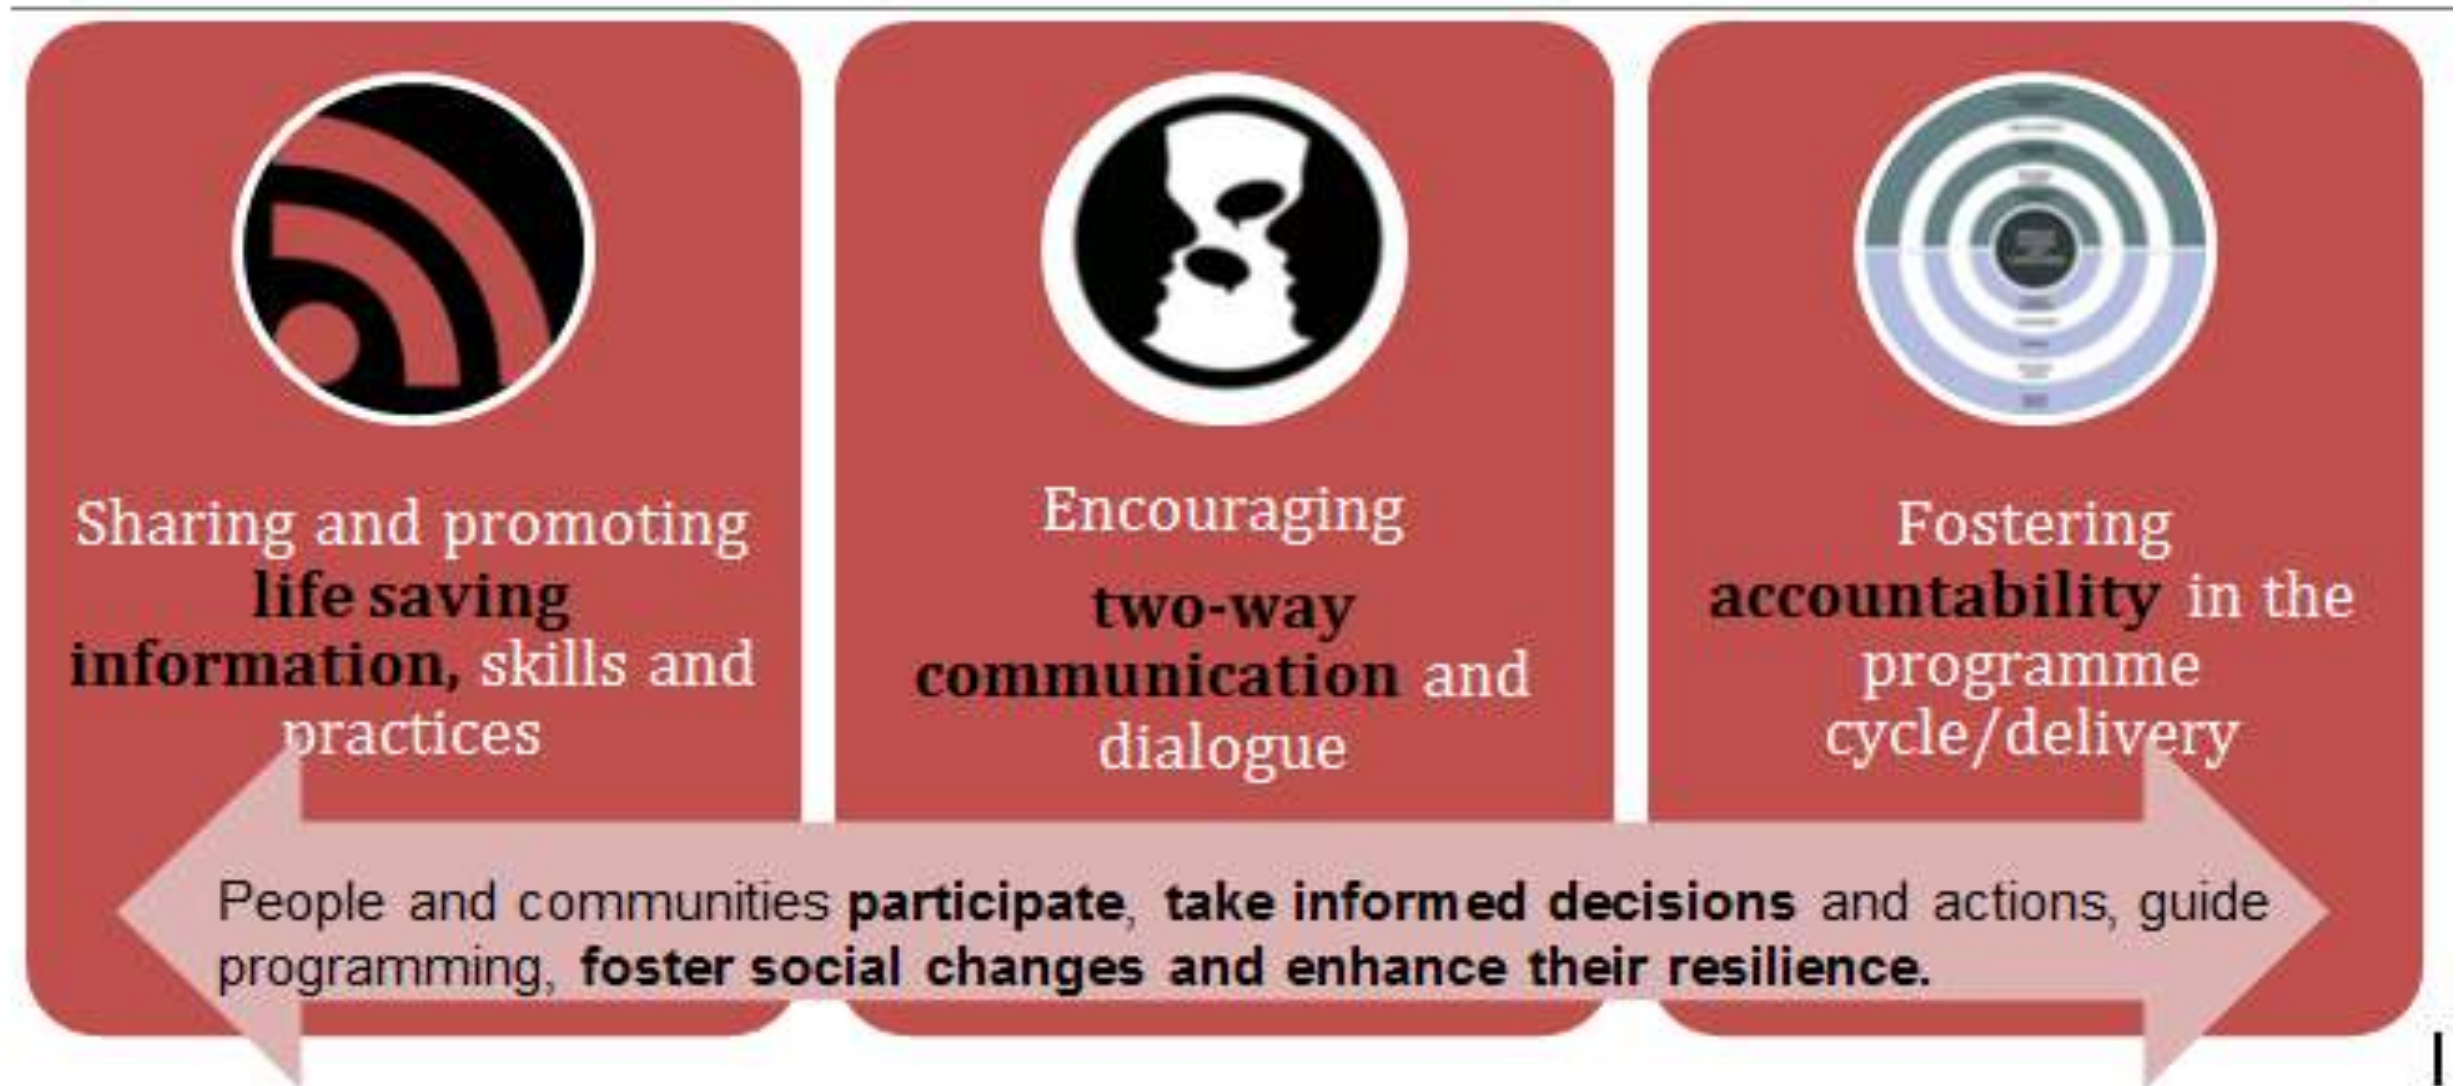 Sharing and promoting
life saving
information, skills and
practices
Encouraging
two-way
communication and
dialogue
Fostering
accountability in the
programme
cycle/delivery
People and communities participate, take informed decisions and actions, guide
programming, foster social changes and enhance their resilience.